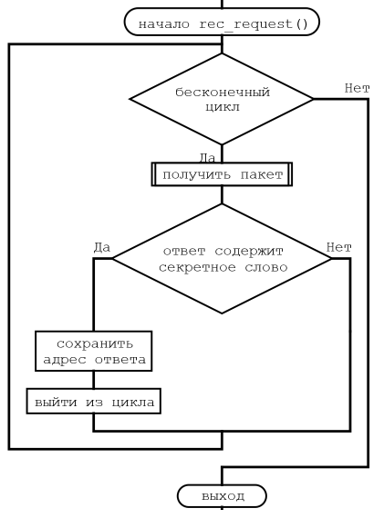 начало rec_request()
бесконечный
цикл
Нет
Да
получить пакет
Да
ответ содержит
секретное слово
Нет
сохранить
адрес ответа
выйти из цикла
выход